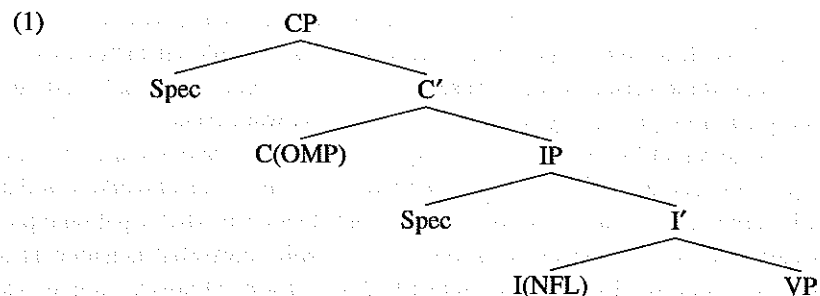 (1) CP
Spec C′
C(OMP) IP
Spec I′
I(NFL) VP